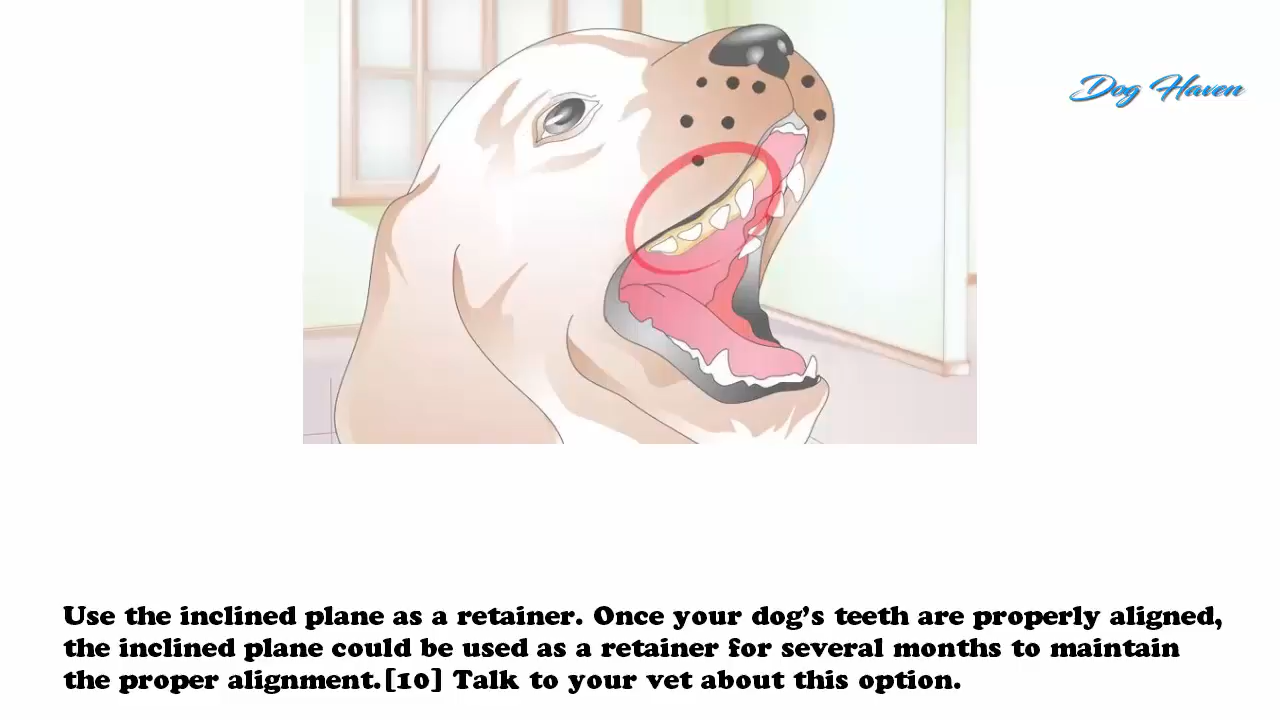 Dog Haven
Use the inclined plane as a retainer. Once your dog's teeth are properly aligned,
the inclined plane could be used as a retainer for several months to maintain
the proper alignment.[10] Talk to your vet about this option.